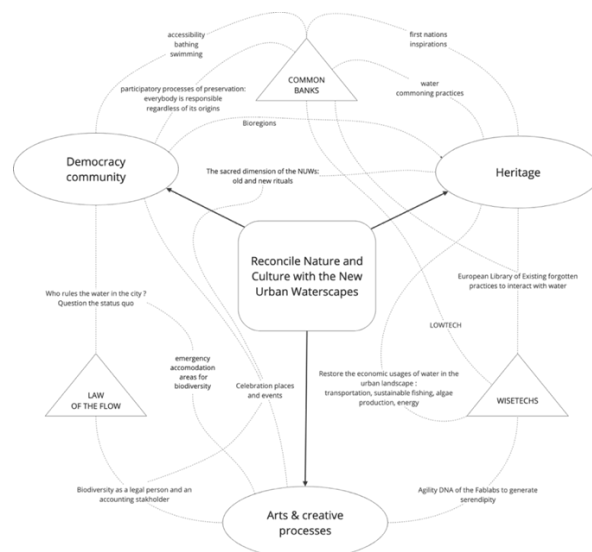 accessibility
bathing
swimming
first nations
inspirations
COMMON
BANKS
participatory processes of preservation:
everybody is responsible
regardless of its origins
water
commoning practices
Bioregions
Democracy
community
The sacred dimension of the NUWs:
old and new rituals
Heritage
Reconcile Nature and
Culture with the New
Urban Waterscapes
European Library of Existing forgotten
practices to interact with water
Who rules the water in the city ?
Question the status quo
LOWTECH
emergency
accomodation
areas for
biodiversity
Celebration places
and events
Restore the economic usages of water in the
urban landscape :
transportation, sustainable fishing, algae
production, energy
LAW
OF THE FLOW
WISETECHS
Biodiversity as a legal person and an
accounting stakholder
Agility DNA of the Fablabs to generate
serendipity
Arts & creative
processes